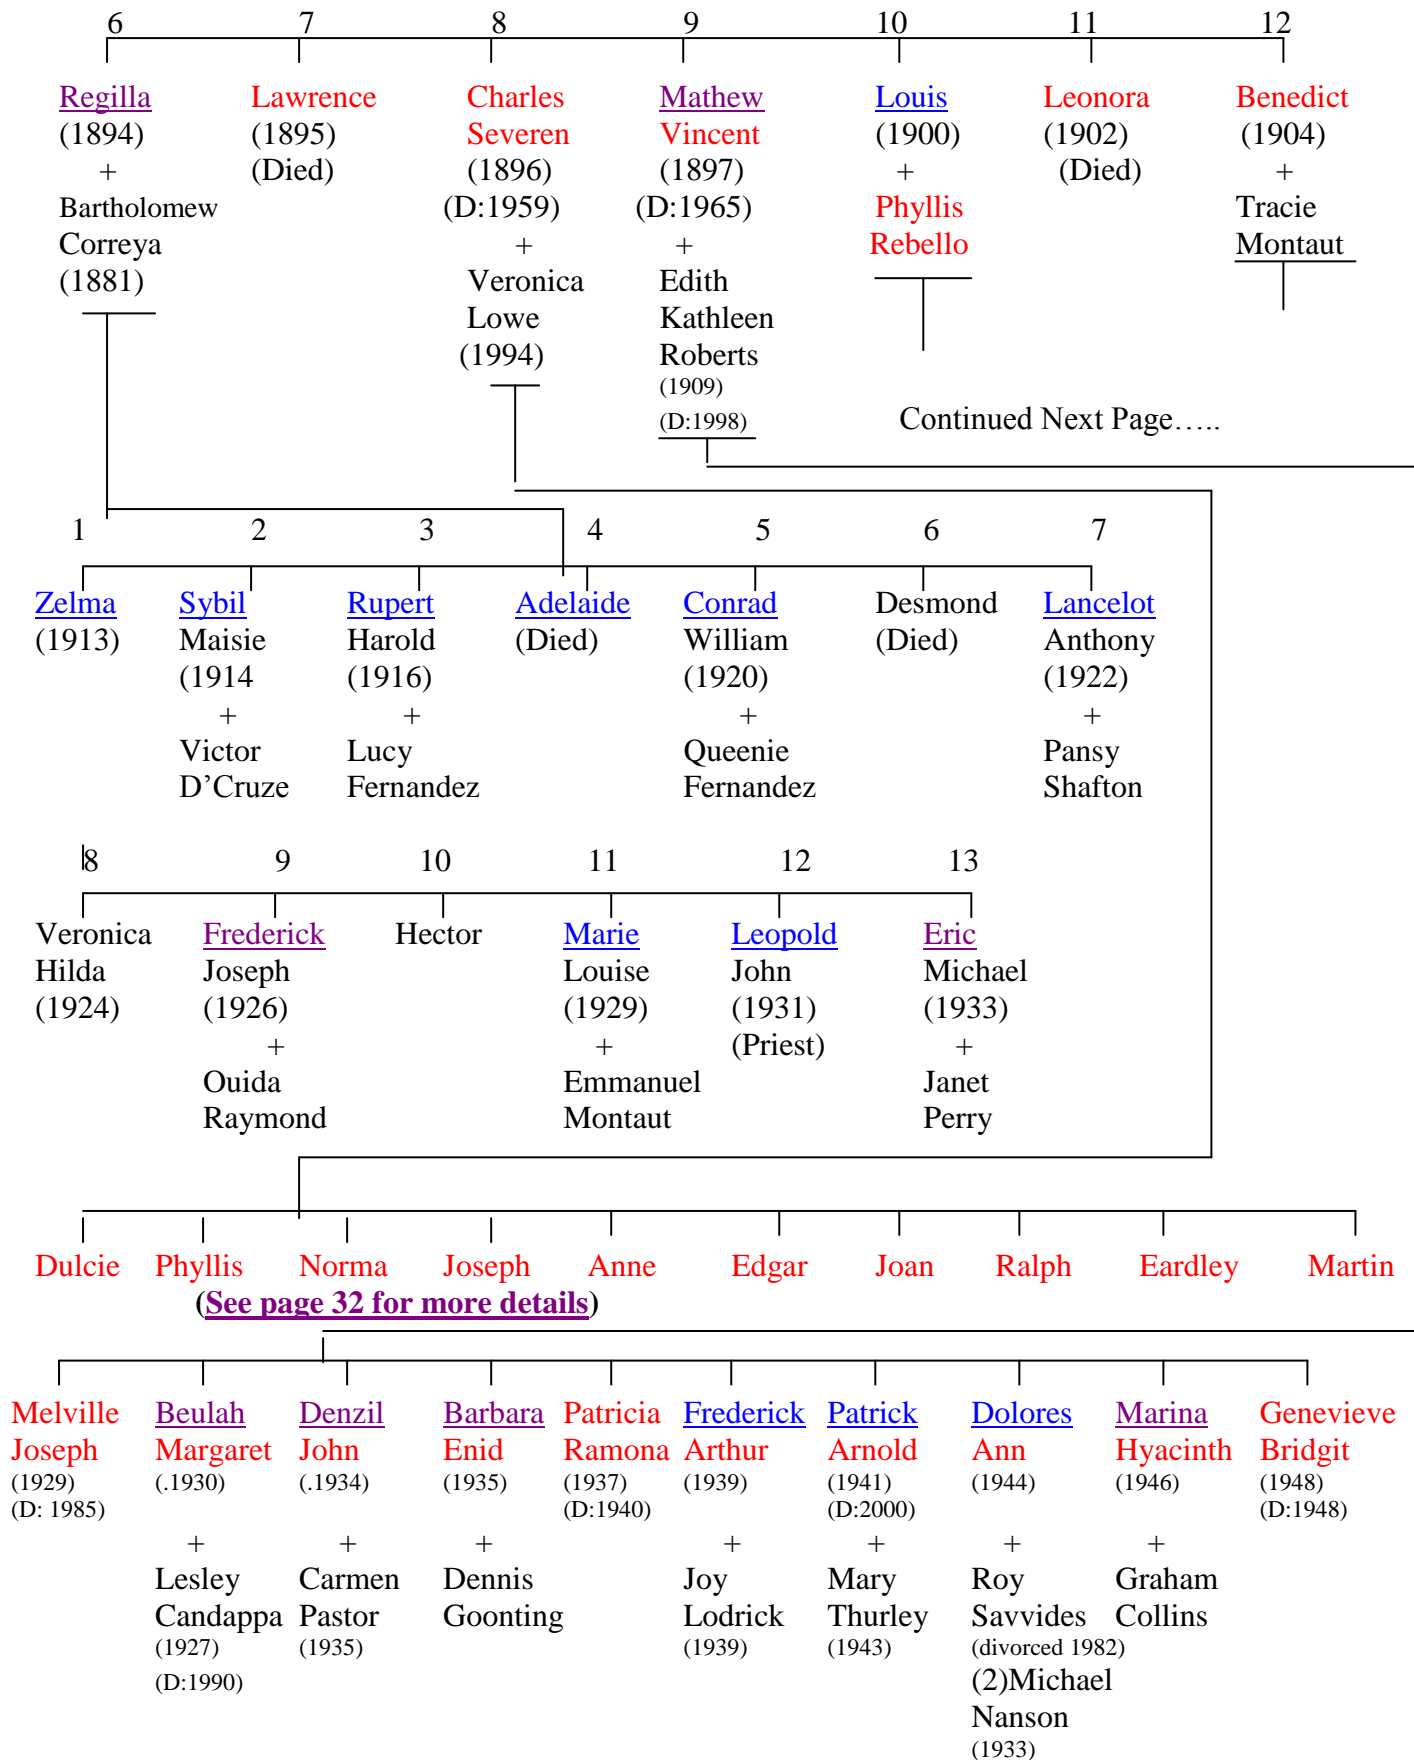 6 7 8 9 10 11 12
Regilla
(1894)
+
Bartholomew
Correya
(1881)
Lawrence
(1895)
(Died)
Charles
Severen
(1896)
(D:1959)
+
Veronica
Lowe
(1994)
Mathew
Vincent
(1897)
(D:1965)
+
Edith
Kathleen
Roberts
(1909)
(D:1998)
Louis
(1900)
+
Phyllis
Rebello
Leonora
(1902)
(Died)
Benedict
(1904)
+
Tracie
Montaut
Continued Next Page…..
1 2 3 4 5 6 7
Zelma
(1913)
Sybil
Maisie
(1914
+
Victor
D’Cruze
Rupert
Harold
(1916)
+
Lucy
Fernandez
Adelaide
(Died)
Conrad
William
(1920)
+
Queenie
Fernandez
Desmond
(Died)
Lancelot
Anthony
(1922)
+
Pansy
Shafton
8 9 10 11 12 13
Veronica
Hilda
(1924)
Frederick
Joseph
(1926)
+
Ouida
Raymond
Hector
Marie
Louise
(1929)
+
Emmanuel
Montaut
Leopold
John
(1931)
(Priest)
Eric
Michael
(1933)
+
Janet
Perry
Dulcie Phyllis Norma Joseph Anne Edgar Joan Ralph Eardley Martin
(See page 32 for more details)
Melville
Joseph
(1929)
(D: 1985)
Beulah
Margaret
(.1930)
+
Lesley
Candappa
(1927)
(D:1990)
Denzil
John
(.1934)
+
Carmen
Pastor
(1935)
Barbara
Enid
(1935)
+
Dennis
Goonting
Patricia
Ramona
(1937)
(D:1940)
Frederick
Arthur
(1939)
+
Joy
Lodrick
(1939)
Patrick
Arnold
(1941)
(D:2000)
+
Mary
Thurley
(1943)
Dolores
Ann
(1944)
+
Roy
Savvides
(divorced 1982)
(2)Michael
Nanson
(1933)
Marina
Hyacinth
(1946)
+
Graham
Collins
Genevieve
Bridgit
(1948)
(D:1948)